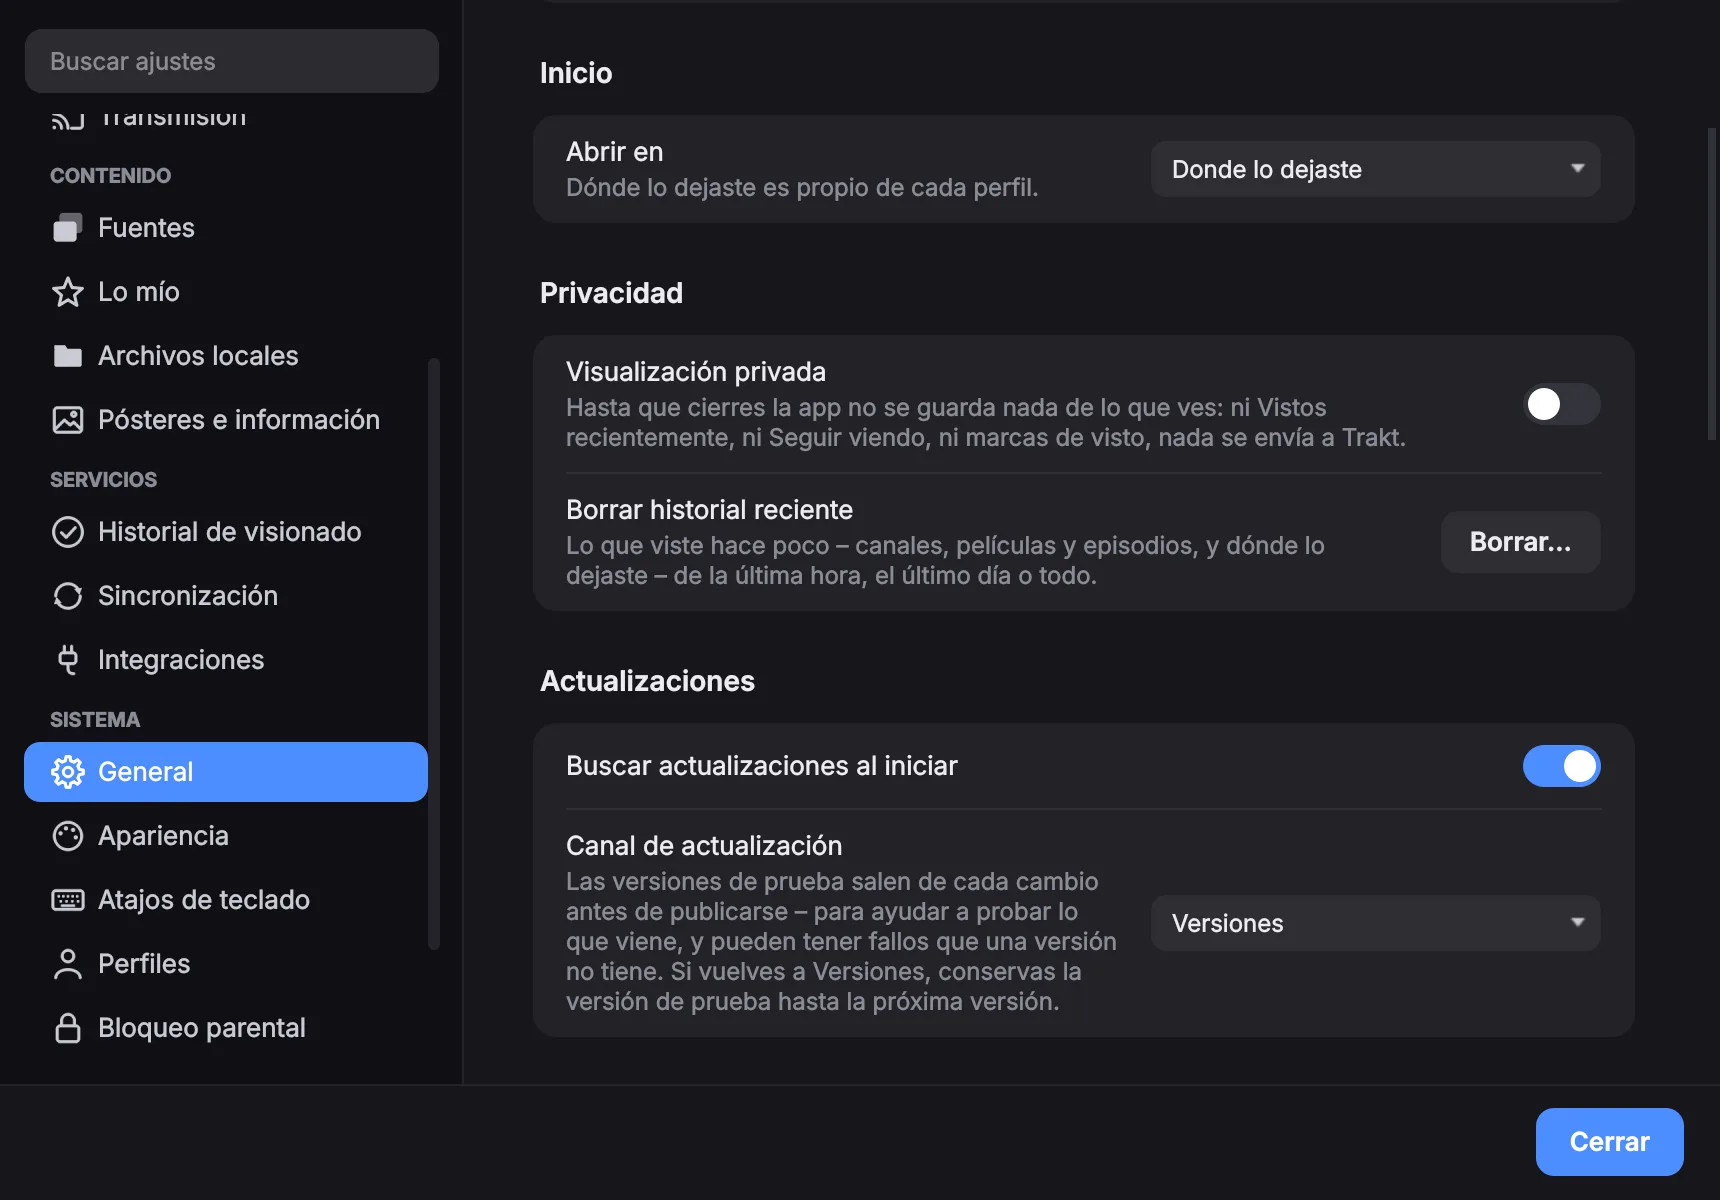 Buscar ajustes
Transmisión
CONTENIDO
Fuentes
Lo mío
Archivos locales
Pósteres e información
SERVICIOS
Historial de visionado
Sincronización
Integraciones
SISTEMA
General
Apariencia
Atajos de teclado
Perfiles
Bloqueo parental
Inicio
Abrir en
Dónde lo dejaste es propio de cada perfil.
Donde lo dejaste
Privacidad
Visualización privada
Hasta que cierres la app no se guarda nada de lo que ves: ni Vistos
recientemente, ni Seguir viendo, ni marcas de visto, nada se envía a Trakt.
Borrar historial reciente
Lo que viste hace poco – canales, películas y episodios, y dónde lo
dejaste – de la última hora, el último día o todo.
Borrar...
Actualizaciones
Buscar actualizaciones al iniciar
Canal de actualización
Las versiones de prueba salen de cada cambio
antes de publicarse – para ayudar a probar lo
que viene, y pueden tener fallos que una versión
no tiene. Si vuelves a Versiones, conservas la
versión de prueba hasta la próxima versión.
Versiones
Cerrar